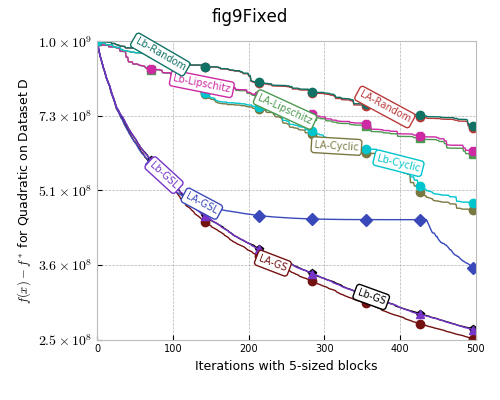 fig9Fixed
f(x) − f* for Quadratic on Dataset D
1.0 × 10⁹
7.3 × 10⁸
5.1 × 10⁸
3.6 × 10⁸
2.5 × 10⁸
Lb-Random
Lb-Lipschitz
LA-Lipschitz
LA-Random
LA-Cyclic
Lb-Cyclic
Lb-GSL
LA-GSL
LA-GS
Lb-GS
0 100 200 300 400 500
Iterations with 5-sized blocks